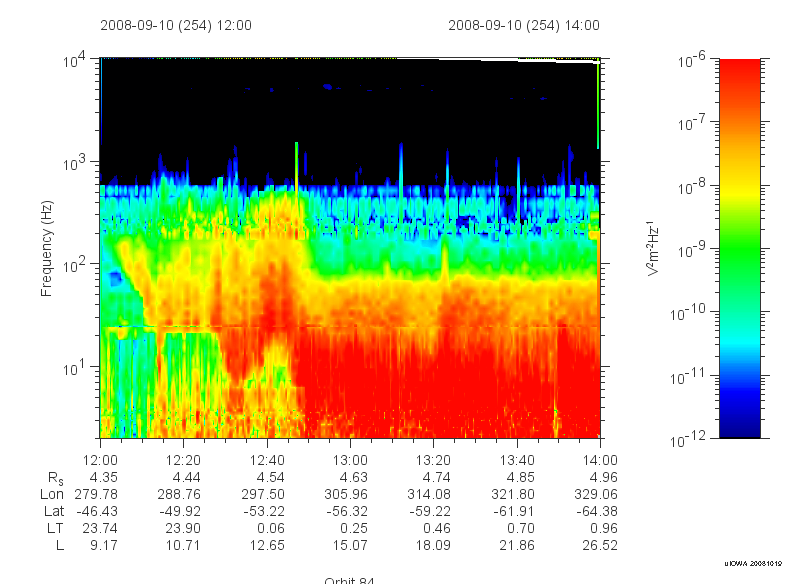 2008-09-10 (254) 12:00 2008-09-10 (254) 14:00
10⁴
10³
10²
10¹
Frequency (Hz)
10⁻⁶
10⁻⁷
10⁻⁸
10⁻⁹
10⁻¹⁰
10⁻¹¹
10⁻¹²
V²m⁻²Hz⁻¹
12:00 12:20 12:40 13:00 13:20 13:40 14:00
Rₛ 4.35 4.44 4.54 4.63 4.74 4.85 4.96
Lon 279.78 288.76 297.50 305.96 314.08 321.80 329.06
Lat -46.43 -49.92 -53.22 -56.32 -59.22 -61.91 -64.38
LT 23.74 23.90 0.06 0.25 0.46 0.70 0.96
L 9.17 10.71 12.65 15.07 18.09 21.86 26.52
uIOWA 20081019
Orbit 84